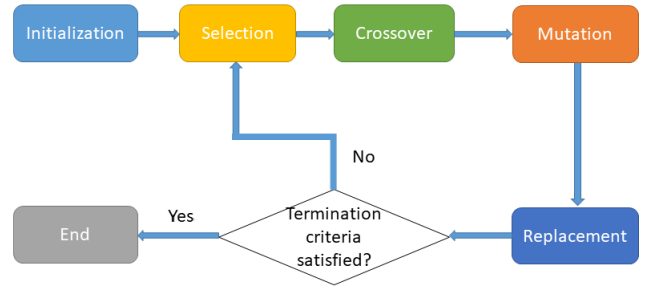 Initialization
Selection
Crossover
Mutation
No
Yes
End
Termination
criteria
satisfied?
Replacement